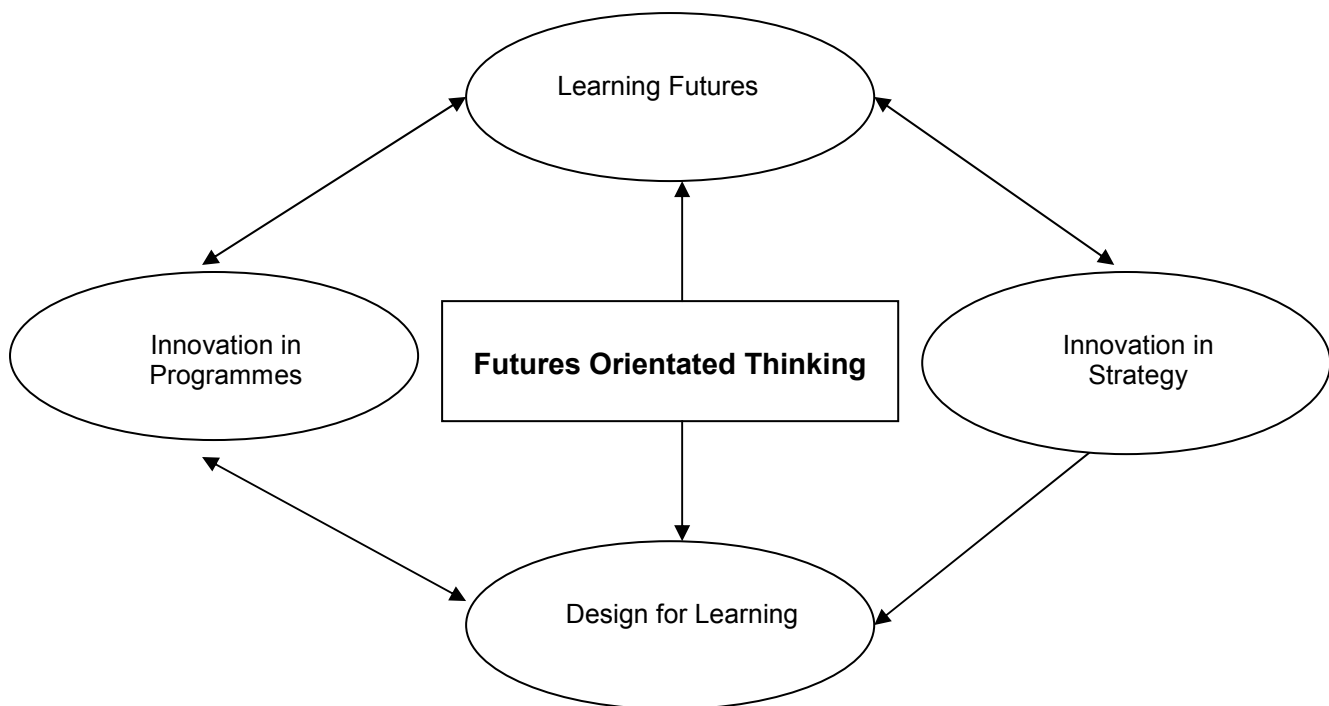 Learning Futures
Innovation in
Programmes
Futures Orientated Thinking
Innovation in
Strategy
Design for Learning